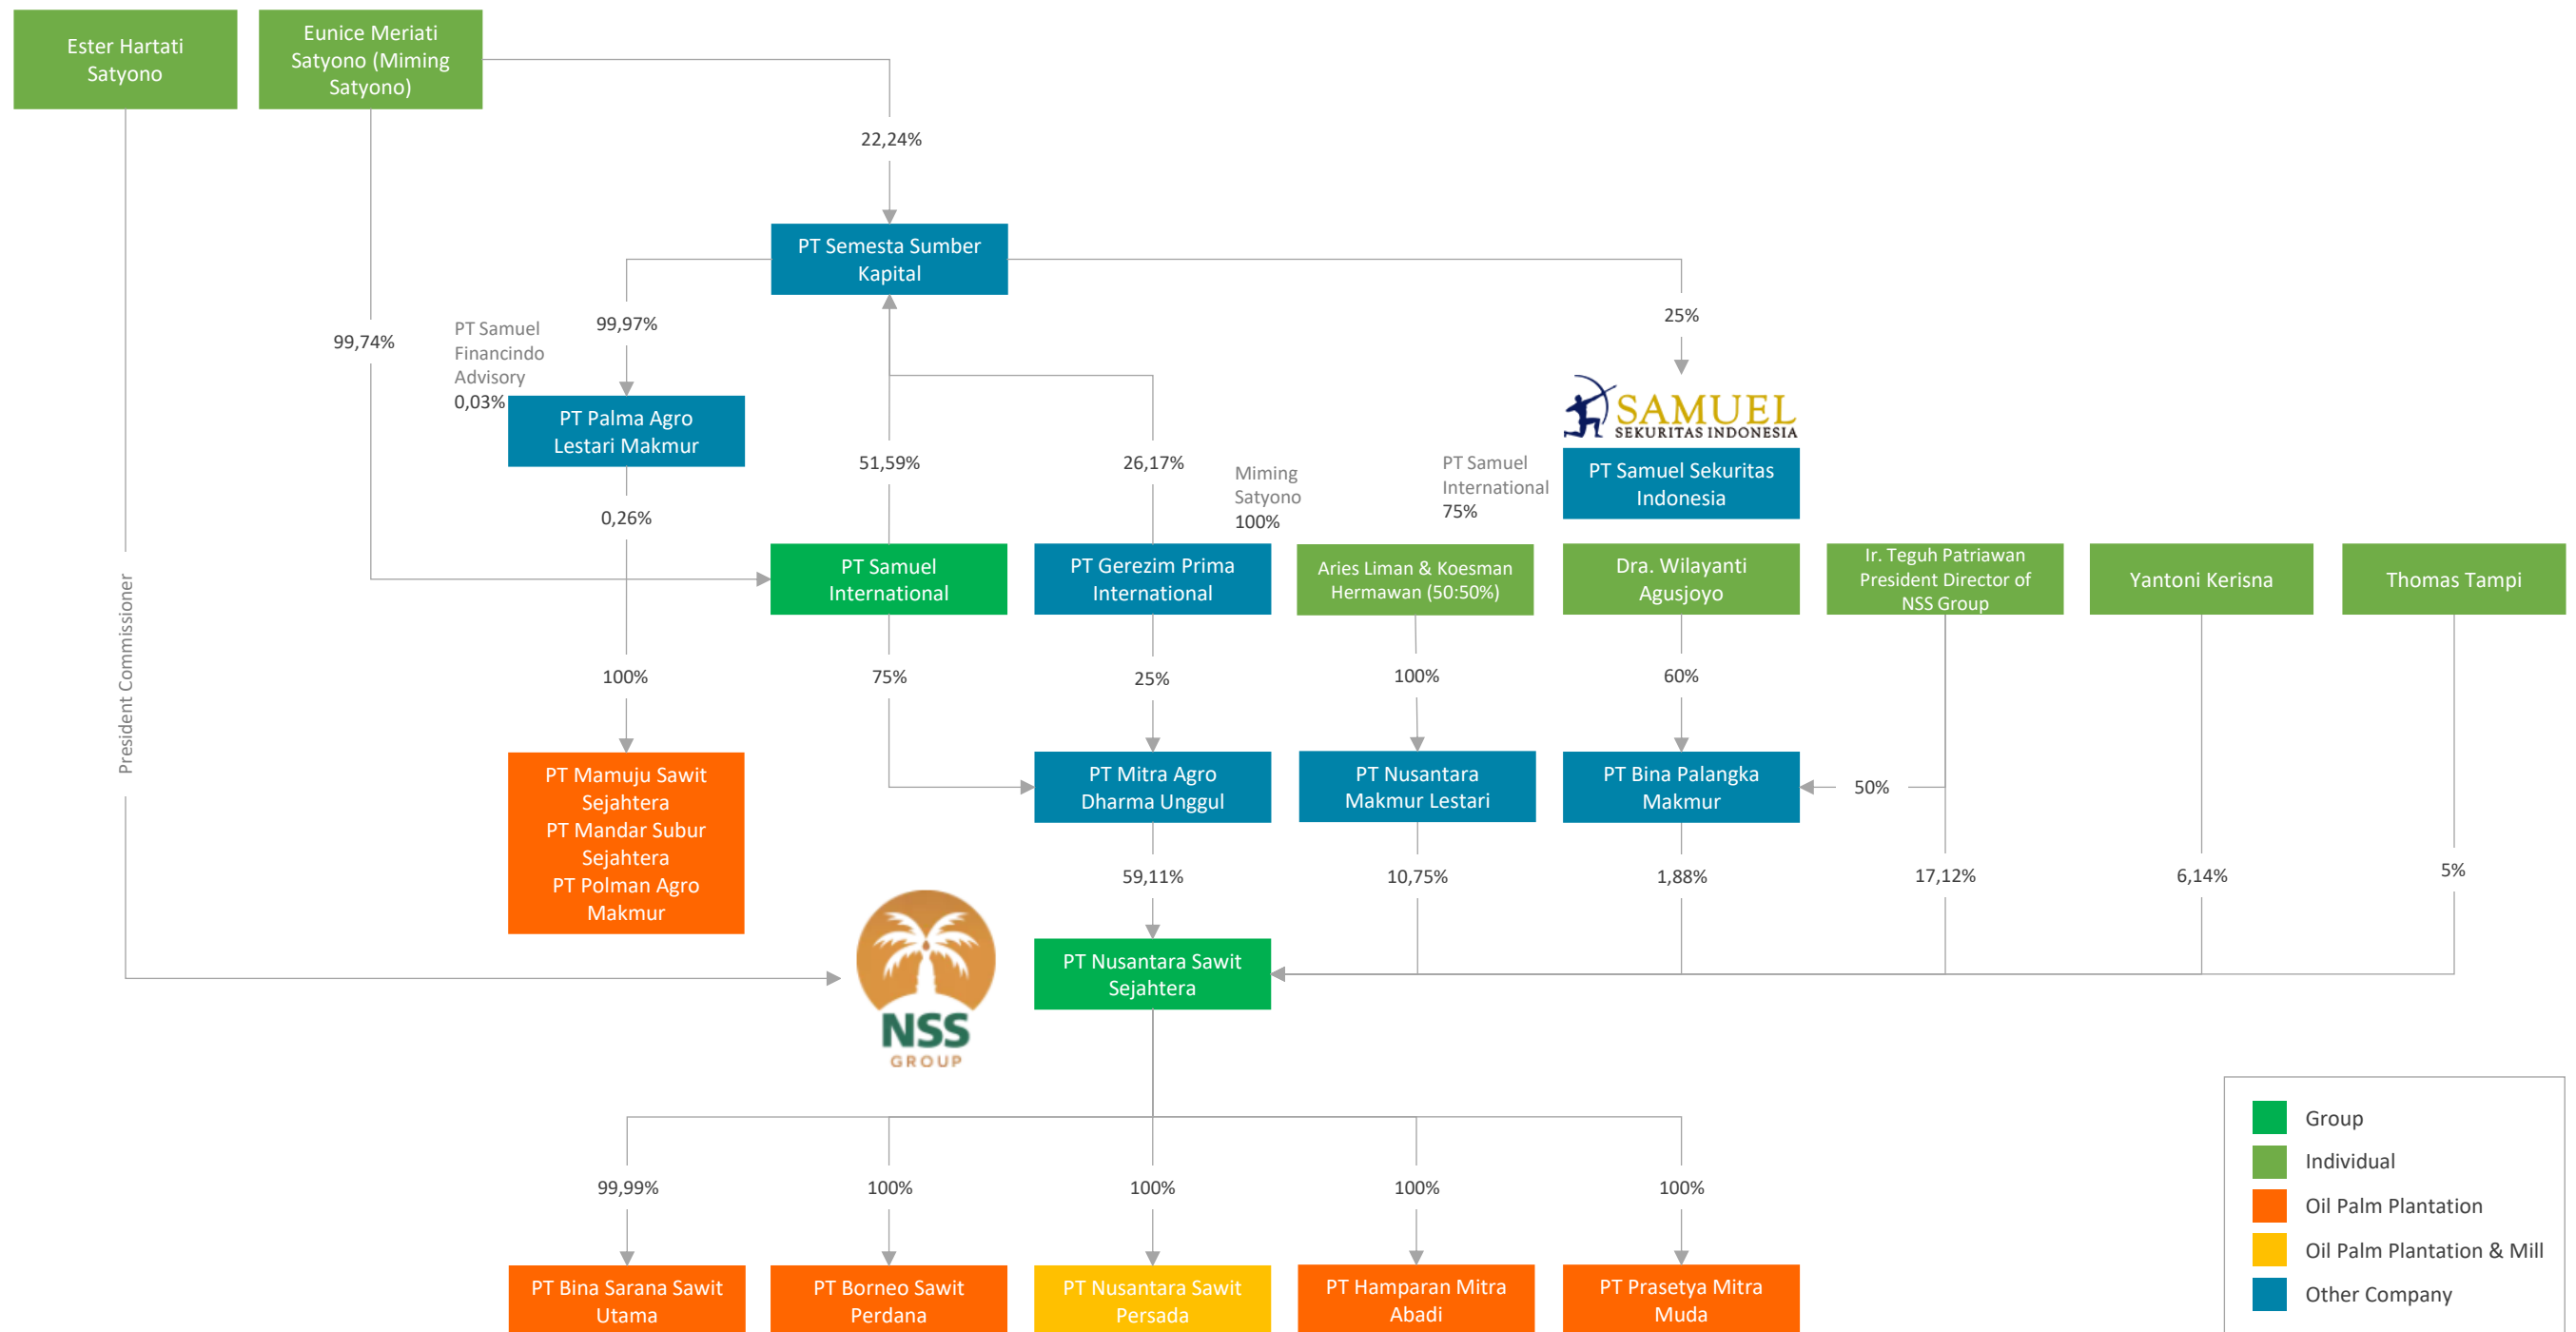 Ester Hartati
Satyono
Eunice Meriati
Satyono (Miming
Satyono)
22,24%
PT Semesta Sumber
Kapital
99,74%
PT Samuel
Financindo
Advisory
0,03%
99,97%
25%
PT Palma Agro
Lestari Makmur
SAMUEL
SEKURITAS INDONESIA
51,59%
26,17%
Miming
Satyono
100%
PT Samuel
International
75%
PT Samuel Sekuritas
Indonesia
0,26%
PT Samuel
International
PT Gerezim Prima
International
Aries Liman & Koesman
Hermawan (50:50%)
Dra. Wilayanti
Agusjoyo
Ir. Teguh Patriawan
President Director of
NSS Group
Yantoni Kerisna
Thomas Tampi
President Commissioner
100%
75%
25%
100%
60%
PT Mamuju Sawit
Sejahtera
PT Mandar Subur
Sejahtera
PT Polman Agro
Makmur
PT Mitra Agro
Dharma Unggul
PT Nusantara
Makmur Lestari
PT Bina Palangka
Makmur
50%
59,11%
10,75%
1,88%
17,12%
6,14%
5%
NSS
GROUP
PT Nusantara Sawit
Sejahtera
99,99%
100%
100%
100%
100%
PT Bina Sarana Sawit
Utama
PT Borneo Sawit
Perdana
PT Nusantara Sawit
Persada
PT Hamparan Mitra
Abadi
PT Prasetya Mitra
Muda
Group
Individual
Oil Palm Plantation
Oil Palm Plantation & Mill
Other Company